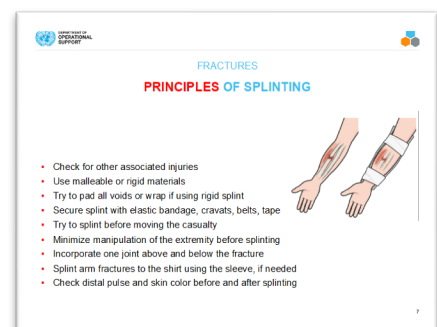 DEPARTMENT OF
OPERATIONAL
SUPPORT
FRACTURES
PRINCIPLES OF SPLINTING
• Check for other associated injuries
• Use malleable or rigid materials
• Try to pad all voids or wrap if using rigid splint
• Secure splint with elastic bandage, cravats, belts, tape
• Try to splint before moving the casualty
• Minimize manipulation of the extremity before splinting
• Incorporate one joint above and below the fracture
• Splint arm fractures to the shirt using the sleeve, if needed
• Check distal pulse and skin color before and after splinting
7